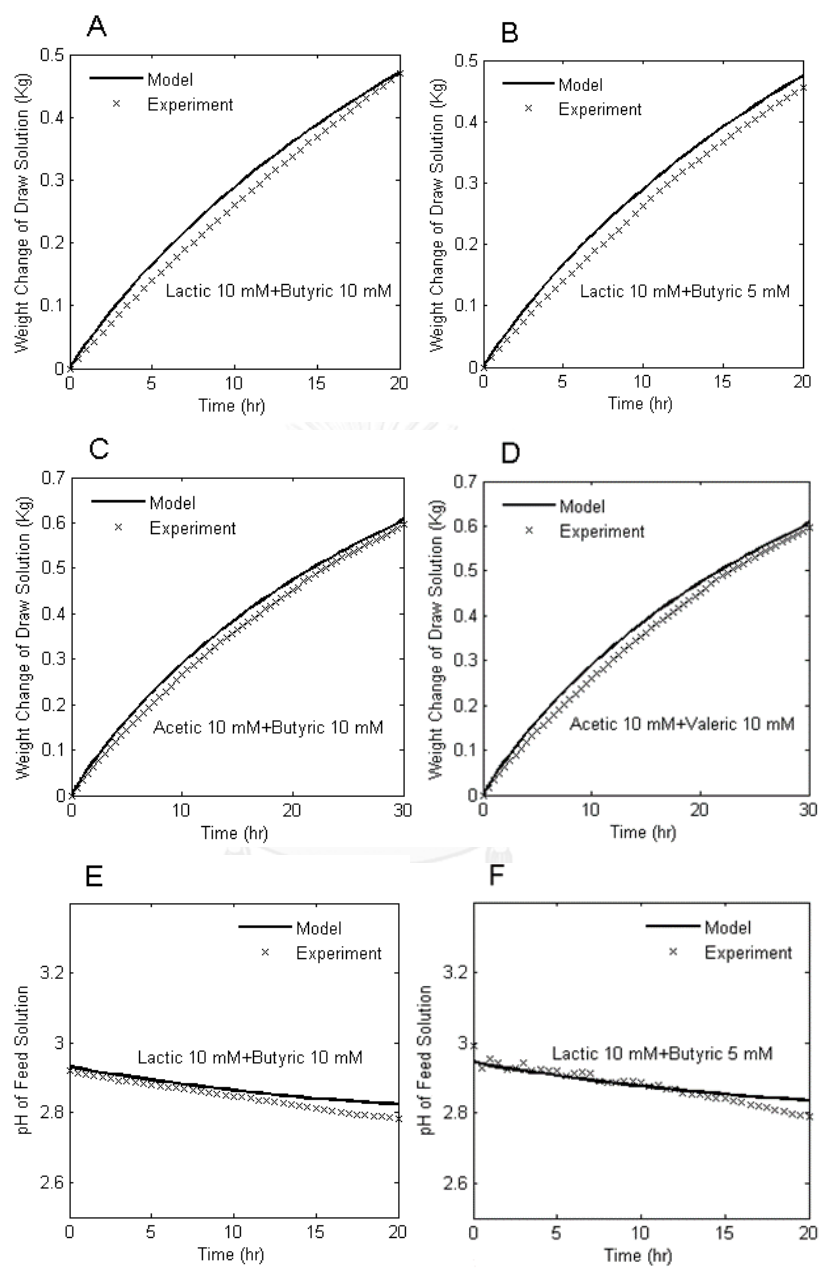 A
Weight Change of Draw Solution (Kg)
0.5
0.4
0.3
0.2
0.1
0
Model
Experiment
Lactic 10 mM+Butyric 10 mM
0 5 10 15 20
Time (hr)
B
Weight Change of Draw Solution (Kg)
0.5
0.4
0.3
0.2
0.1
0
Model
Experiment
Lactic 10 mM+Butyric 5 mM
0 5 10 15 20
Time (hr)
C
Weight Change of Draw Solution (Kg)
0.7
0.6
0.5
0.4
0.3
0.2
0.1
0
Model
Experiment
Acetic 10 mM+Butyric 10 mM
0 10 20 30
Time (hr)
D
Weight Change of Draw Solution (Kg)
0.7
0.6
0.5
0.4
0.3
0.2
0.1
0
Model
Experiment
Acetic 10 mM+Valeric 10 mM
0 10 20 30
Time (hr)
E
pH of Feed Solution
3.2
3
2.8
2.6
Model
Experiment
Lactic 10 mM+Butyric 10 mM
0 5 10 15 20
Time (hr)
F
pH of Feed Solution
3.2
3
2.8
2.6
Model
Experiment
Lactic 10 mM+Butyric 5 mM
0 5 10 15 20
Time (hr)